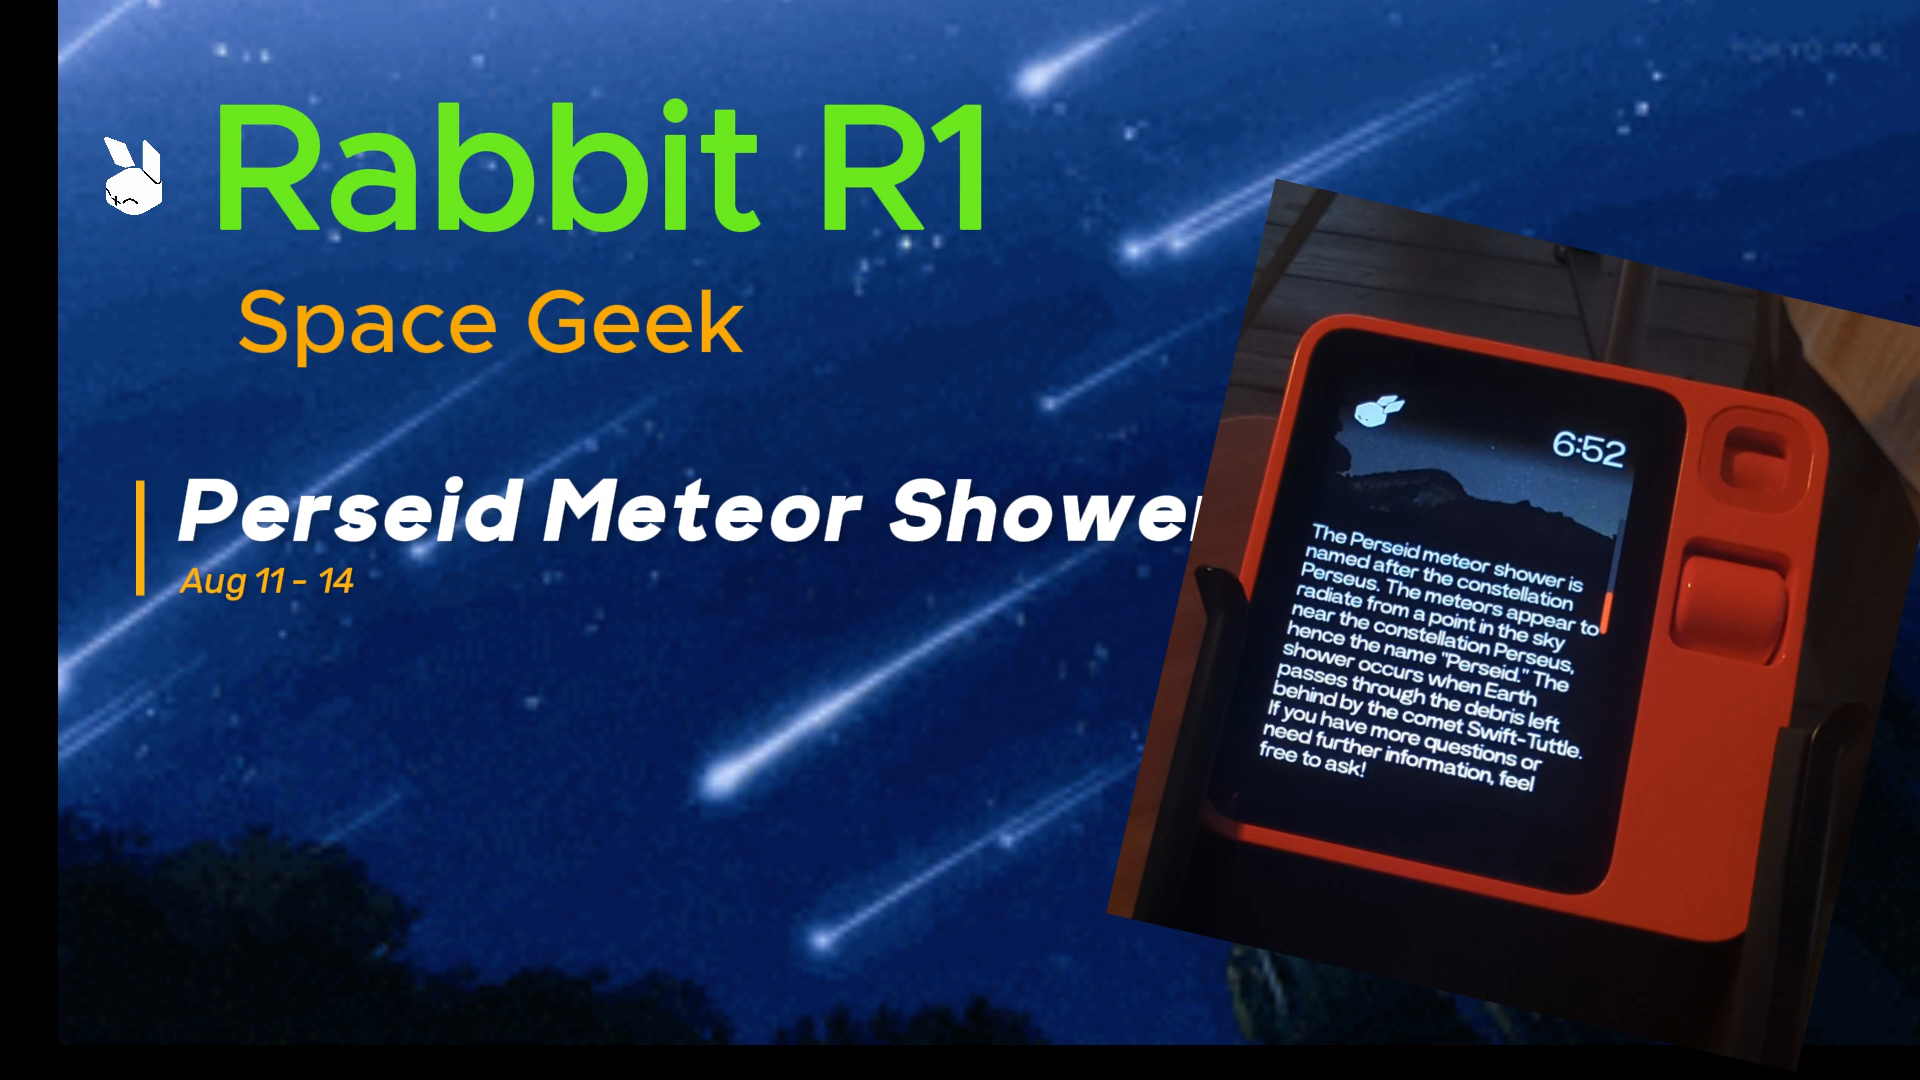 Rabbit R1
Space Geek
Perseid Meteor Shower
Aug 11 - 14
6:52
The Perseid meteor shower is
named after the constellation
Perseus. The meteors appear to
radiate from a point in the sky
near the constellation Perseus,
hence the name "Perseid." The
shower occurs when Earth
passes through the debris left
behind by the comet Swift-Tuttle.
If you have more questions or
need further information, feel
free to ask!